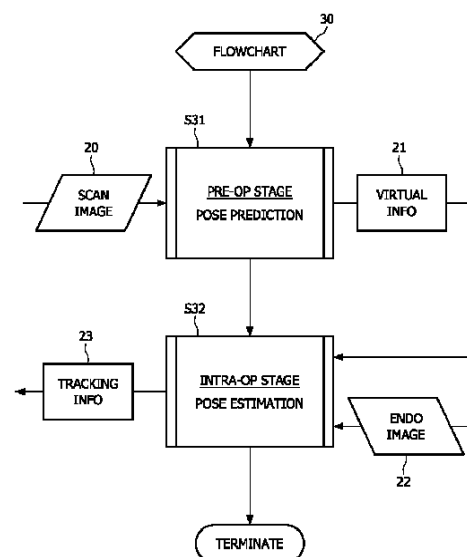 30
FLOWCHART
S31
20
SCAN
IMAGE
PRE-OP STAGE
POSE PREDICTION
21
VIRTUAL
INFO
S32
23
TRACKING
INFO
INTRA-OP STAGE
POSE ESTIMATION
ENDO
IMAGE
22
TERMINATE